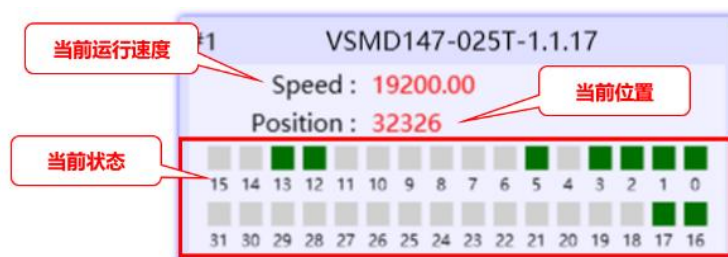 #1 VSMD147-025T-1.1.17
当前运行速度
Speed : 19200.00
当前位置
Position : 32326
当前状态
15 14 13 12 11 10 9 8 7 6 5 4 3 2 1 0
31 30 29 28 27 26 25 24 23 22 21 20 19 18 17 16